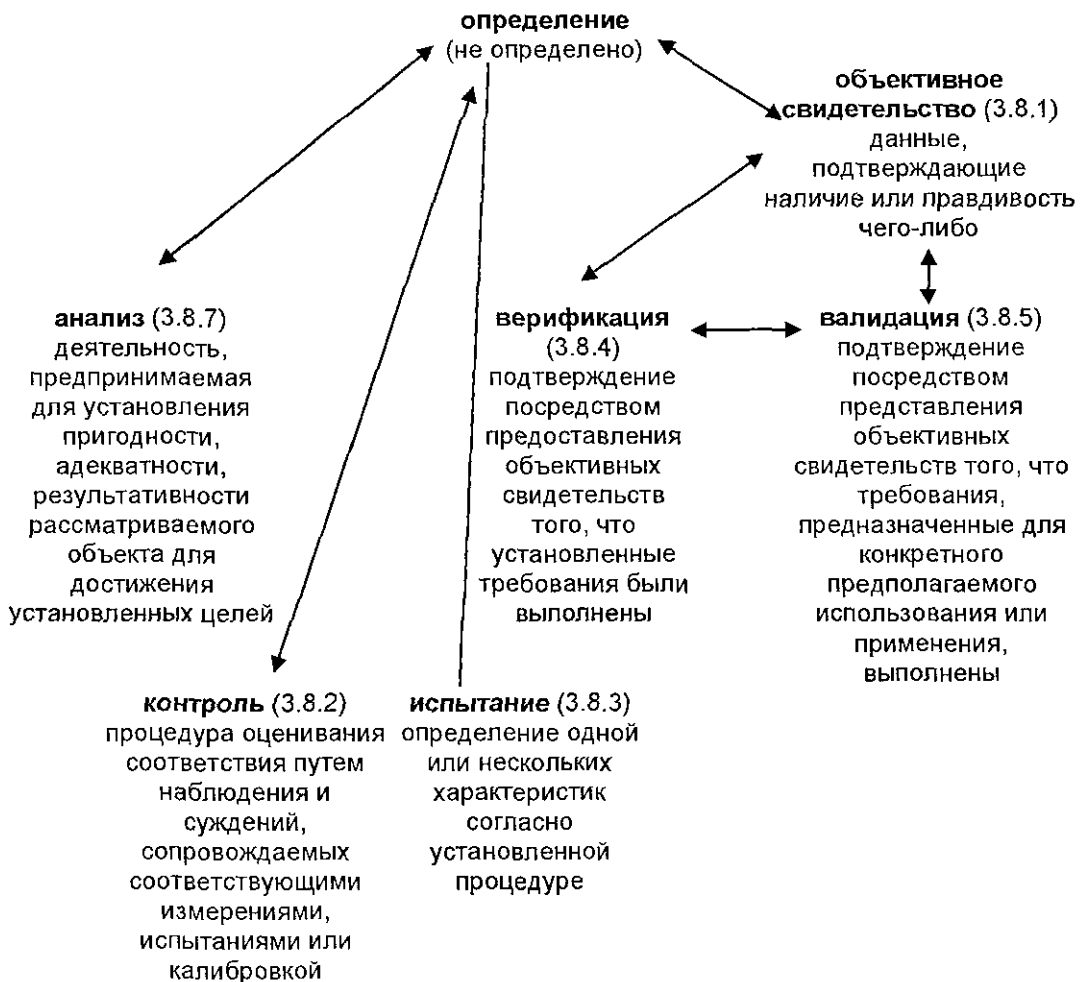 определение
(не определено)
объективное
свидетельство (3.8.1)
данные,
подтверждающие
наличие или правдивость
чего-либо
анализ (3.8.7)
деятельность,
предпринимаемая
для установления
пригодности,
адекватности,
результативности
рассматриваемого
объекта для
достижения
установленных целей
верификация
(3.8.4)
подтверждение
посредством
предоставления
объективных
свидетельств
того, что
установленные
требования были
выполнены
валидация (3.8.5)
подтверждение
посредством
представления
объективных
свидетельств того, что
требования,
предназначенные для
конкретного
предполагаемого
использования или
применения,
выполнены
контроль (3.8.2)
процедура оценивания
соответствия путем
наблюдения и
суждений,
сопровождаемых
соответствующими
измерениями,
испытаниями или
калибровкой
испытание (3.8.3)
определение одной
или нескольких
характеристик
согласно
установленной
процедуре